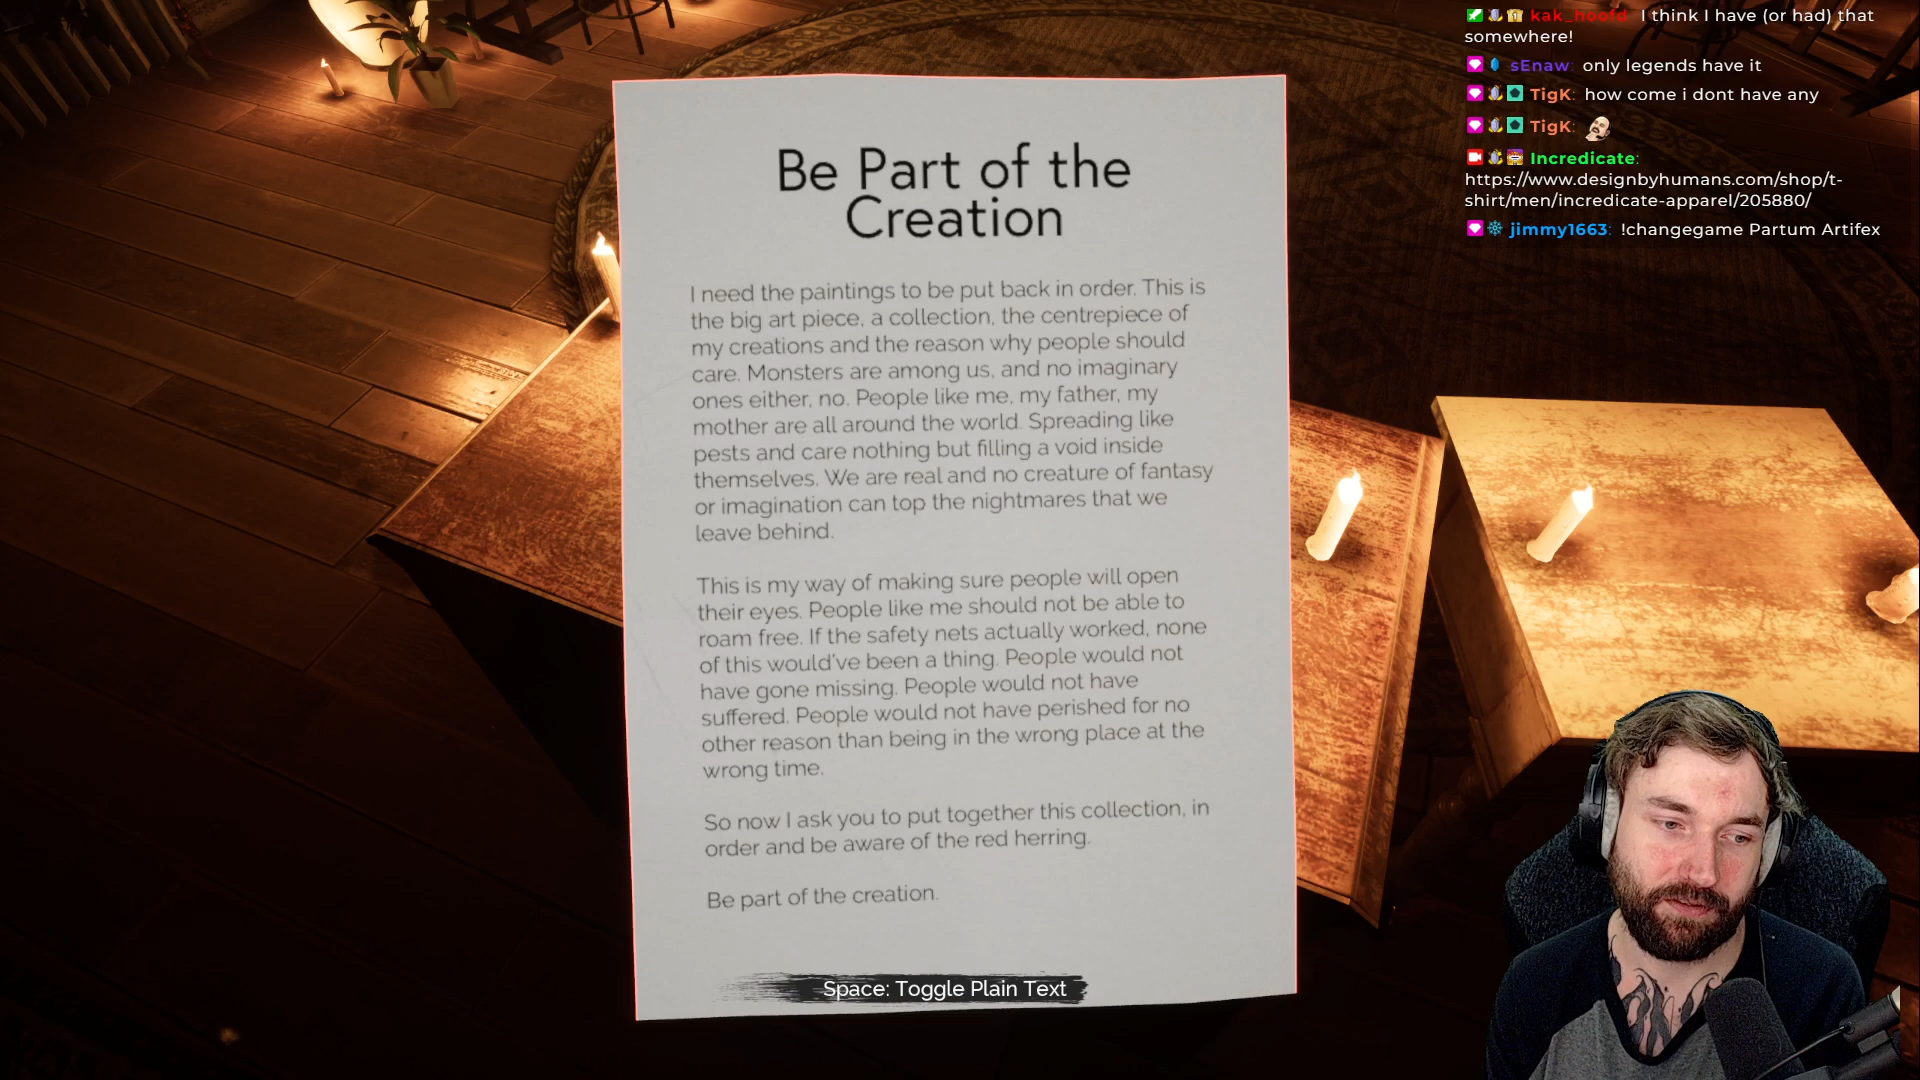 Be Part of the
Creation
I need the paintings to be put back in order. This is
the big art piece, a collection, the centrepiece of
my creations and the reason why people should
care. Monsters are among us, and no imaginary
ones either, no. People like me, my father, my
mother are all around the world. Spreading like
pests and care nothing but filling a void inside
themselves. We are real and no creature of fantasy
or imagination can top the nightmares that we
leave behind.
This is my way of making sure people will open
their eyes. People like me should not be able to
roam free. If the safety nets actually worked, none
of this would've been a thing. People would not
have gone missing. People would not have
suffered. People would not have perished for no
other reason than being in the wrong place at the
wrong time.
So now I ask you to put together this collection, in
order and be aware of the red herring.
Be part of the creation.
Space: Toggle Plain Text
kak_hoofd I think I have (or had) that
somewhere!
sEnaw: only legends have it
TigK: how come i dont have any
TigK:
Incredicate:
https://www.designbyhumans.com/shop/t-
shirt/men/incredicate-apparel/205880/
jimmy1663: !changegame Partum Artifex